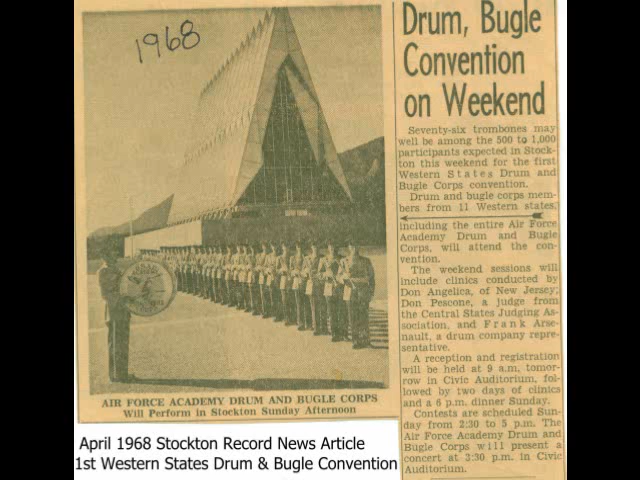 1968
Drum, Bugle
Convention
on Weekend
Seventy-six trombones may
well be among the 500 to 1,000
participants expected in Stock-
ton this weekend for the first
Western States Drum and
Bugle Corps convention.
Drum and bugle corps mem-
bers from 11 Western states,
including the entire Air Force
Academy Drum and Bugle
Corps, will attend the con-
vention.
The weekend sessions will
include clinics conducted by
Don Angelica, of New Jersey;
Don Pescone, a judge from
the Central States Judging As-
sociation, and Frank Arse-
nault, a drum company repre-
sentative.
A reception and registration
will be held at 9 a.m. tomor-
row in Civic Auditorium, fol-
lowed by two days of clinics
and a 6 p.m. dinner Sunday.
Contests are scheduled Sun-
day from 2:30 to 5 p.m. The
Air Force Academy Drum and
Bugle Corps will present a
concert at 3:30 p.m. in Civic
Auditorium.
AIR FORCE ACADEMY DRUM AND BUGLE CORPS
Will Perform in Stockton Sunday Afternoon
April 1968 Stockton Record News Article
1st Western States Drum & Bugle Convention